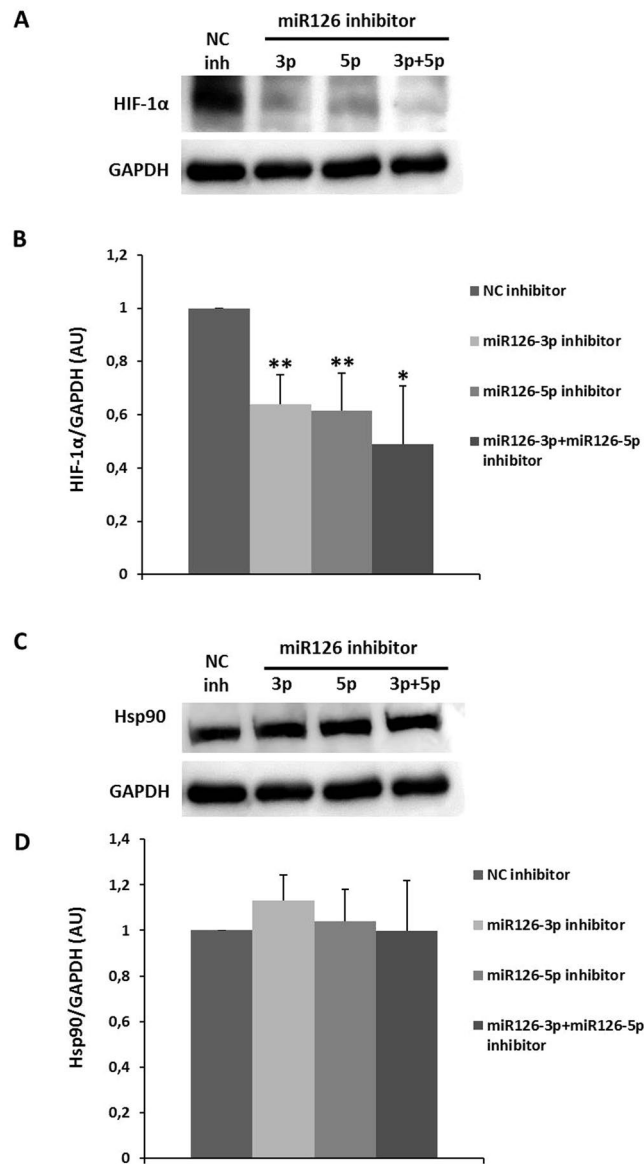 A
miR126 inhibitor
NC
inh
3p
5p
3p+5p
HIF-1α
GAPDH
B
HIF-1α/GAPDH (AU)
1,2
1
0,8
0,6
0,4
0,2
0
**
**
*
NC inhibitor
miR126-3p inhibitor
miR126-5p inhibitor
miR126-3p+miR126-5p
inhibitor
C
miR126 inhibitor
NC
inh
3p
5p
3p+5p
Hsp90
GAPDH
D
Hsp90/GAPDH (AU)
1,4
1,2
1
0,8
0,6
0,4
0,2
0
NC inhibitor
miR126-3p inhibitor
miR126-5p inhibitor
miR126-3p+miR126-5p
inhibitor